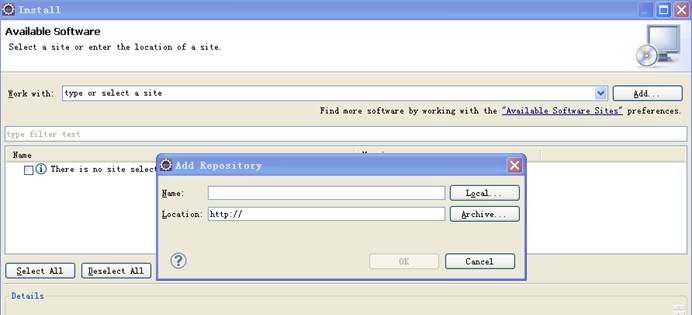 Install
Available Software
Select a site or enter the location of a site.
Work with: type or select a site Add...
Find more software by working with the "Available Software Sites" preferences.
type filter text
Name
There is no site selec
Add Repository
Name: Local...
Location: http:// Archive...
OK Cancel
Select All Deselect All
Details